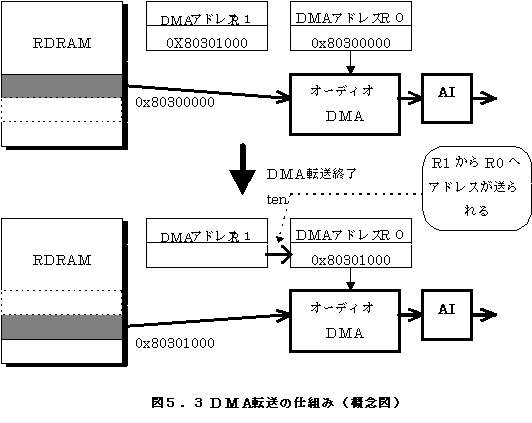 DMAアドレスR１
DMAアドレスR０
RDRAM
0X80301000
0x80300000
0x80300000
オーディオ
DMA
AI
DMA転送終了
ten
R１からR０へ
アドレスが送ら
れる
DMAアドレスR１
DMAアドレスR０
RDRAM
0x80301000
オーディオ
DMA
AI
0x80301000
図５．３ DMA転送の仕組み（概念図）